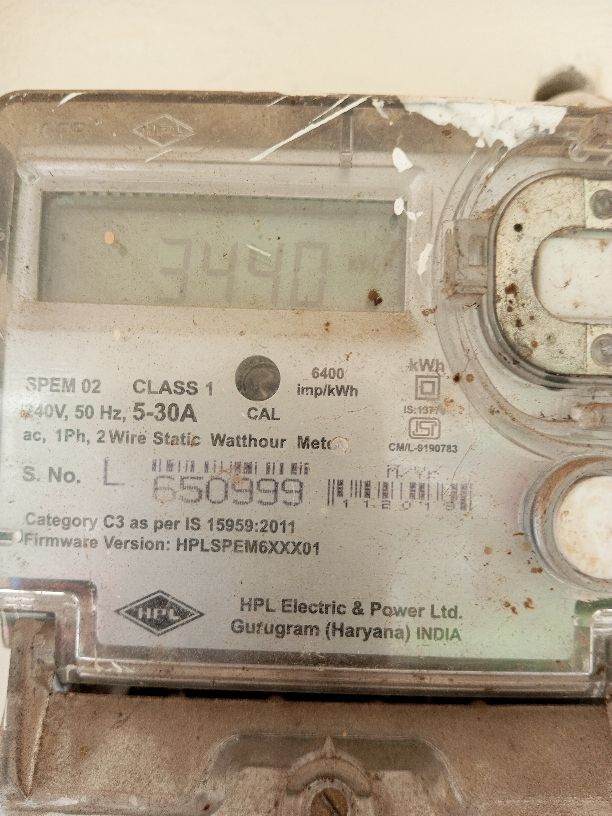 HPL
3440
6400
imp/kWh
kWh
SPEM 02 CLASS 1
240V, 50 Hz, 5-30A
CAL
ac, 1Ph, 2 Wire Static Watthour Meter
CM/L-9190783
S. No. L 650999
M/Yr
Category C3 as per IS 15959:2011
Firmware Version: HPLSPEM6XXX01
HPL
HPL Electric & Power Ltd.
Gurugram (Haryana) INDIA